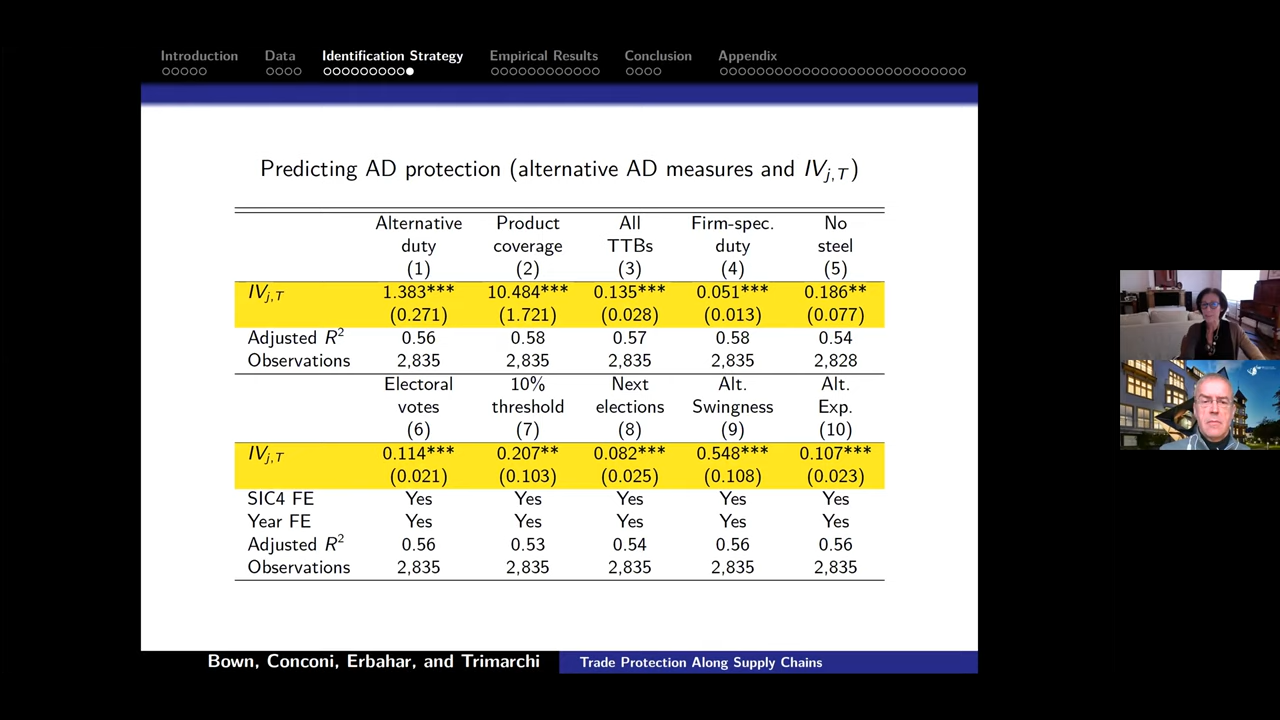 Introduction Data Identification Strategy Empirical Results Conclusion Appendix
Predicting AD protection (alternative AD measures and IVj,T)
Alternative Product All Firm-spec. No
duty coverage TTBs duty steel
(1) (2) (3) (4) (5)
IVj,T 1.383*** 10.484*** 0.135*** 0.051*** 0.186**
(0.271) (1.721) (0.028) (0.013) (0.077)
Adjusted R2 0.56 0.58 0.57 0.58 0.54
Observations 2,835 2,835 2,835 2,835 2,828
Electoral 10% Next Alt. Alt.
votes threshold elections Swingness Exp.
(6) (7) (8) (9) (10)
IVj,T 0.114*** 0.207** 0.082*** 0.548*** 0.107***
(0.021) (0.103) (0.025) (0.108) (0.023)
SIC4 FE Yes Yes Yes Yes Yes
Year FE Yes Yes Yes Yes Yes
Adjusted R2 0.56 0.53 0.54 0.56 0.56
Observations 2,835 2,835 2,835 2,835 2,835
Bown, Conconi, Erbahar, and Trimarchi Trade Protection Along Supply Chains